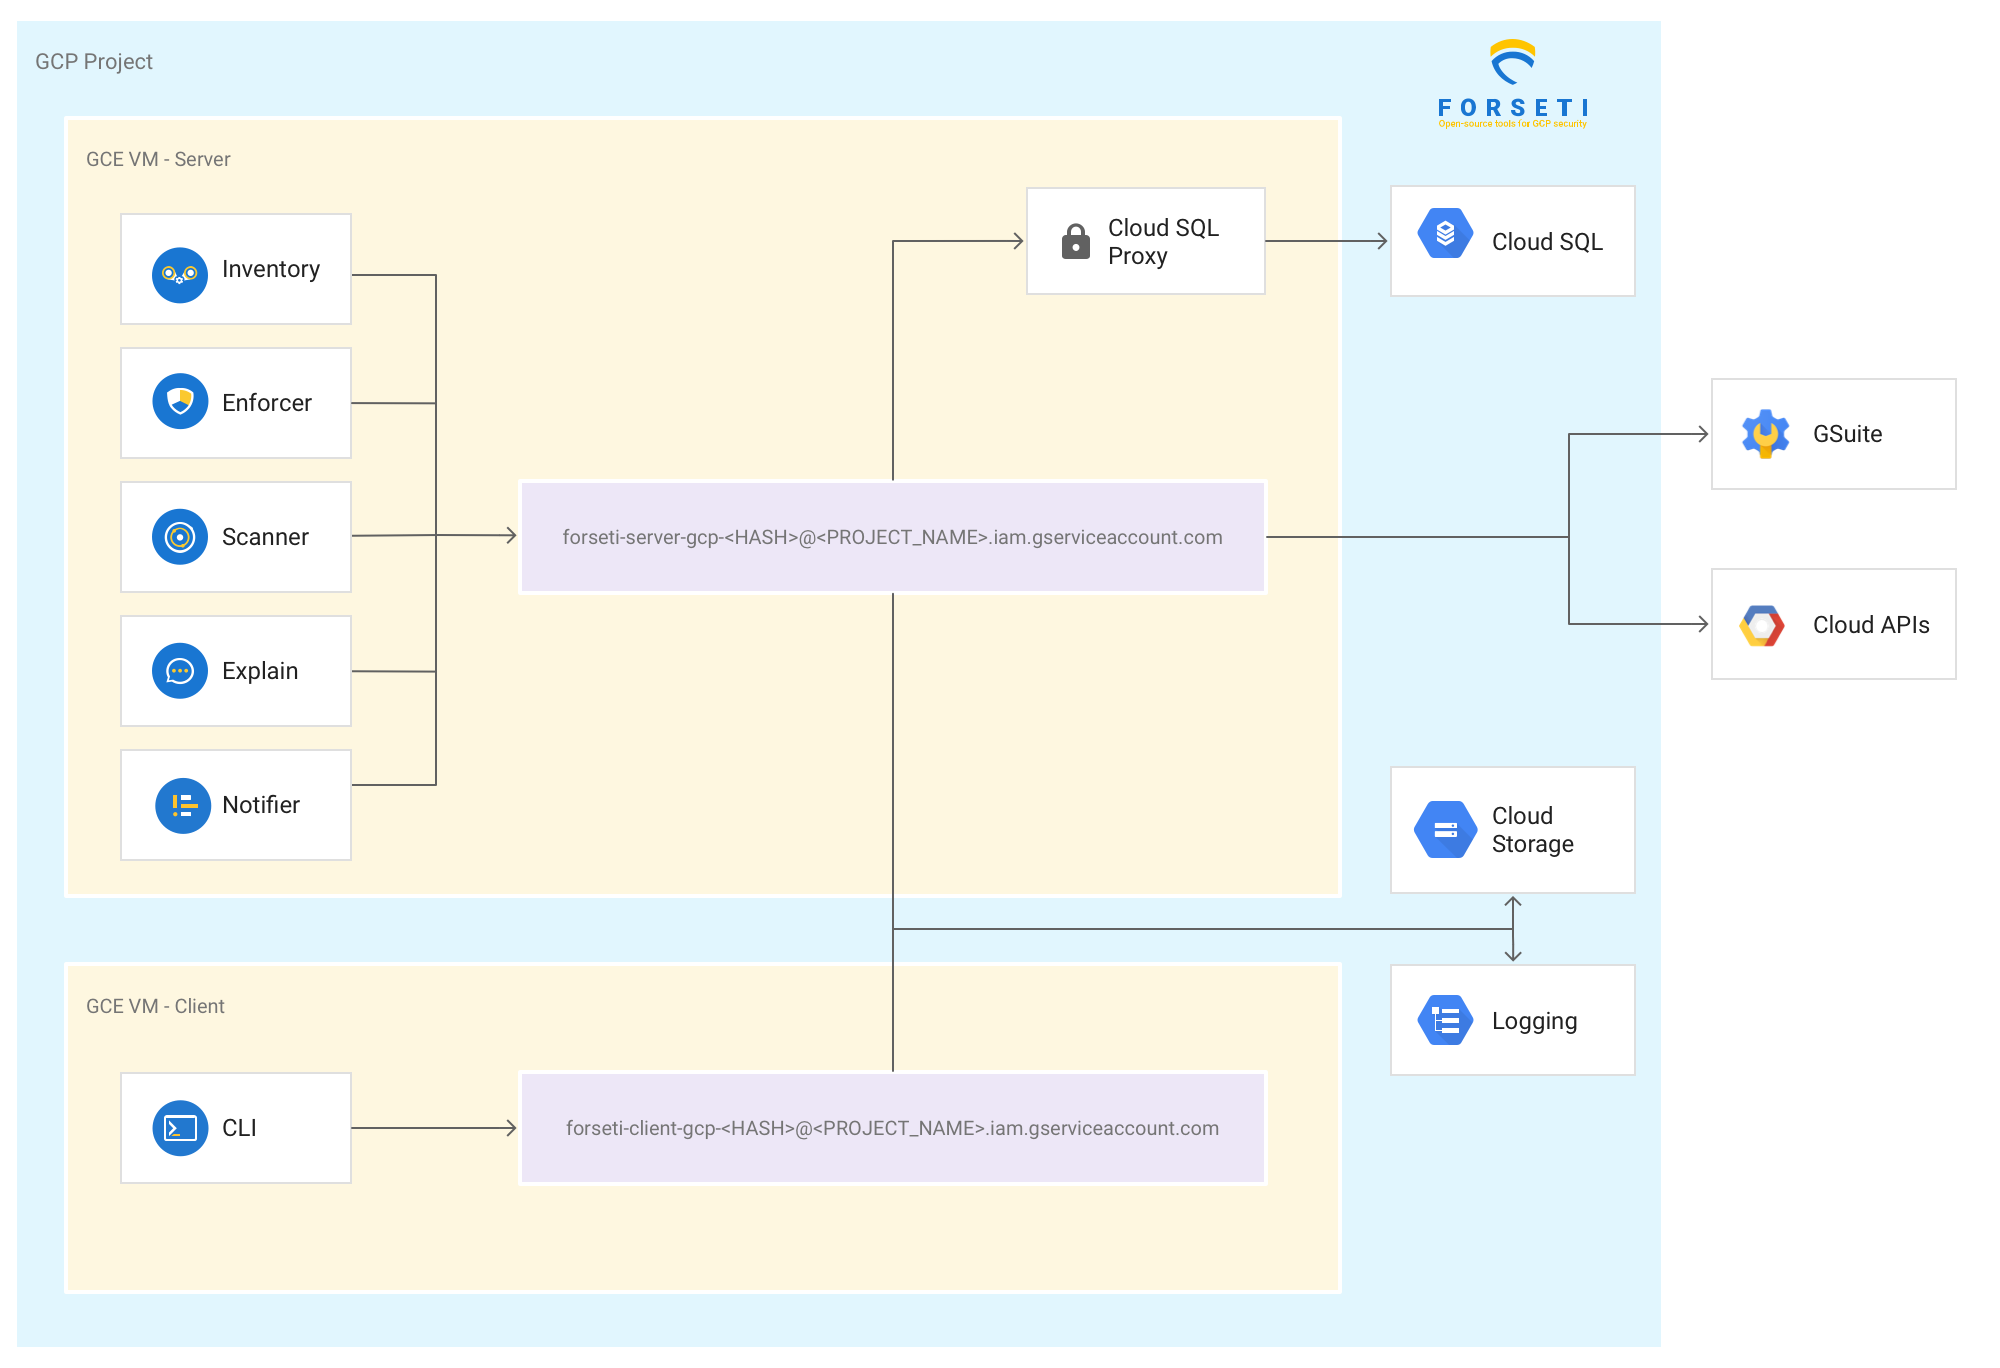 GCP Project
FORSETI
Open-source tools for GCP security
GCE VM - Server
Inventory
Enforcer
Scanner
Explain
Notifier
Cloud SQL
Proxy
Cloud SQL
forseti-server-gcp-<HASH>@<PROJECT_NAME>.iam.gserviceaccount.com
GSuite
Cloud APIs
Cloud
Storage
Logging
GCE VM - Client
CLI
forseti-client-gcp-<HASH>@<PROJECT_NAME>.iam.gserviceaccount.com